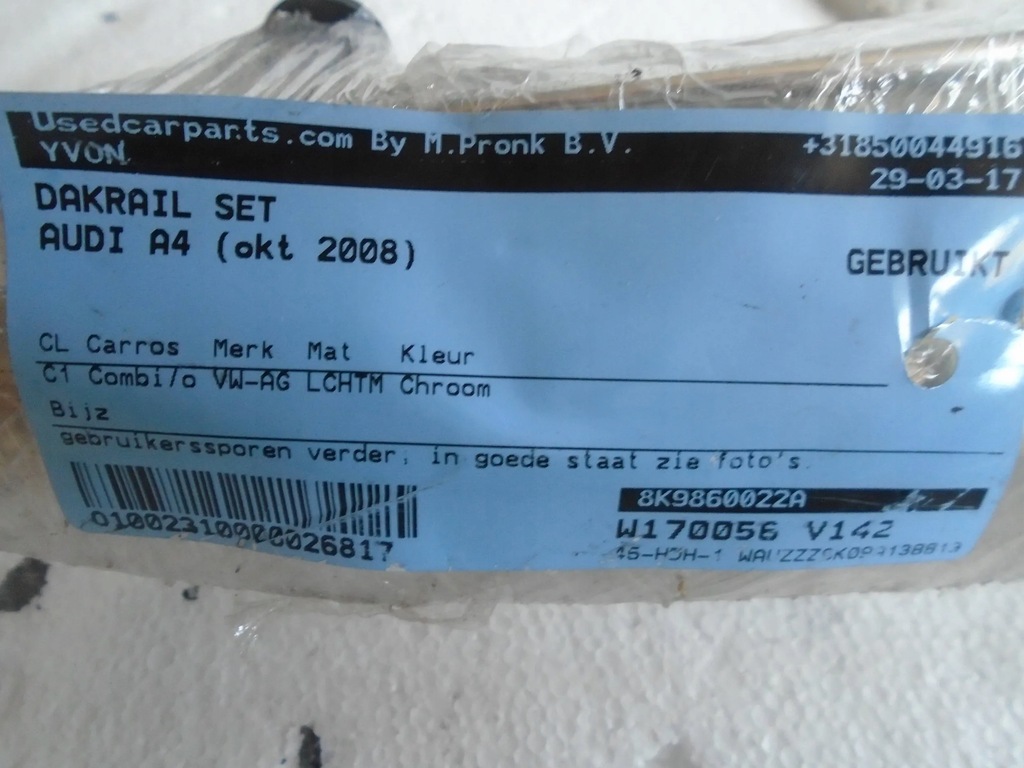 Usedcarparts.com By M.Pronk B.V. +31850044916
YVON 29-03-17
DAKRAIL SET
AUDI A4 (okt 2008) GEBRUIKT
CL Carros Merk Mat Kleur
C1 Combi/o VW-AG LCHTM Chroom
Bijz
gebruikerssporen verder, in goede staat zie foto's.
8K9860022A
W170056 V142